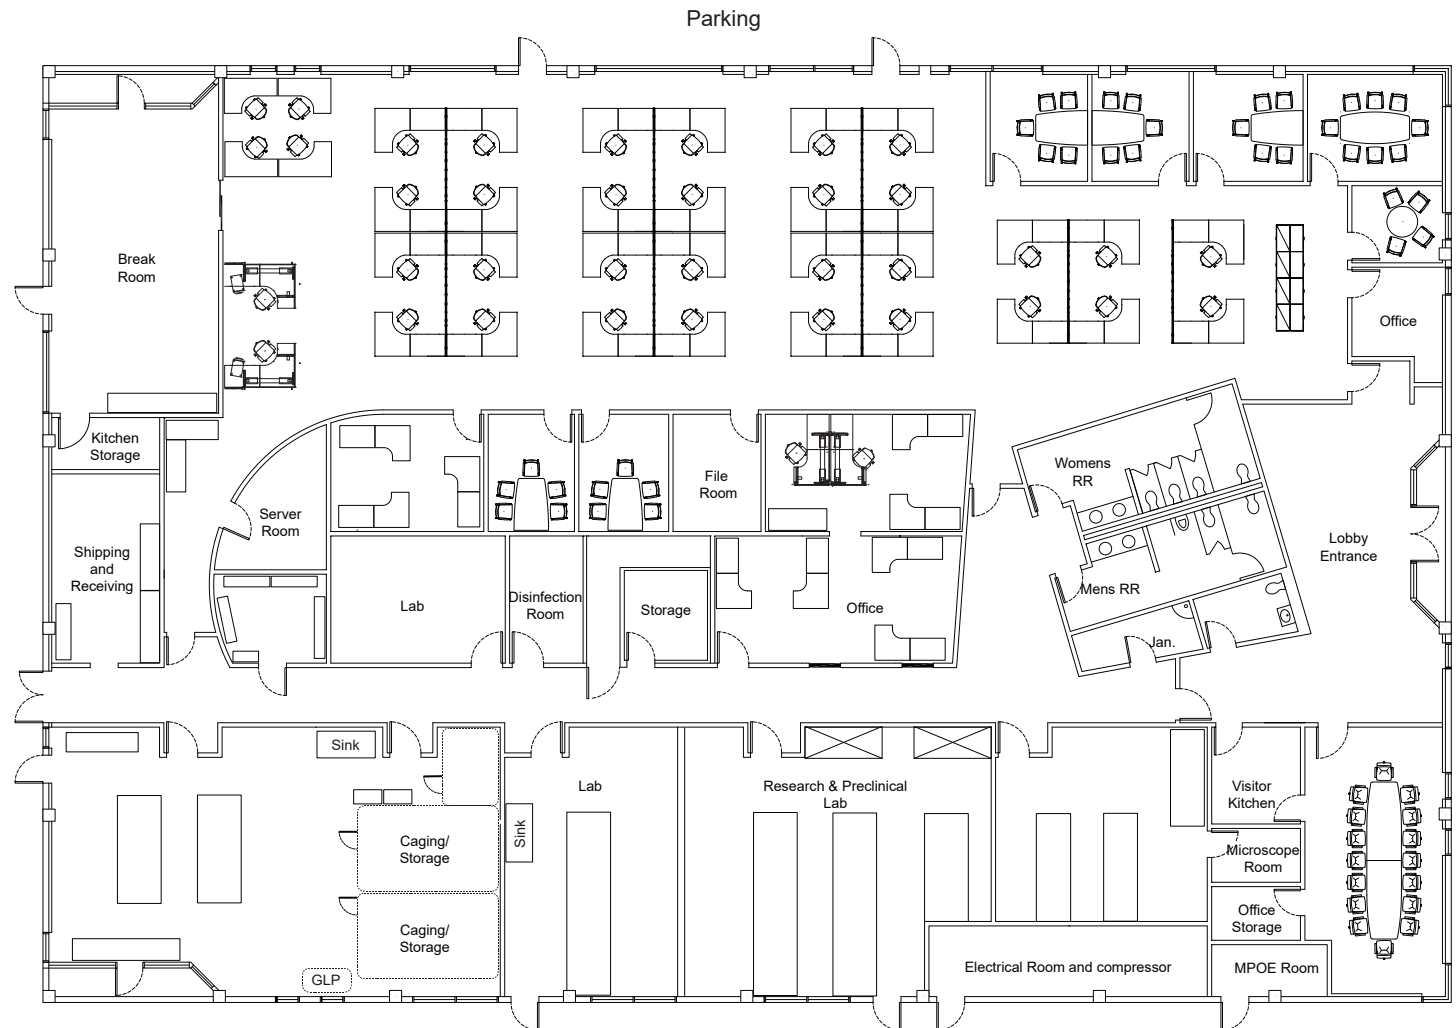 Parking
Break
Room
Office
Kitchen
Storage
Womens
RR
File
Room
Server
Room
Shipping
and
Receiving
Lobby
Entrance
Lab
Disinfection
Room
Storage
Office
Mens RR
Jan.
Sink
Lab
Research & Preclinical
Lab
Visitor
Kitchen
Sink
Caging/
Storage
Microscope
Room
Office
Storage
Caging/
Storage
GLP
Electrical Room and compressor
MPOE Room